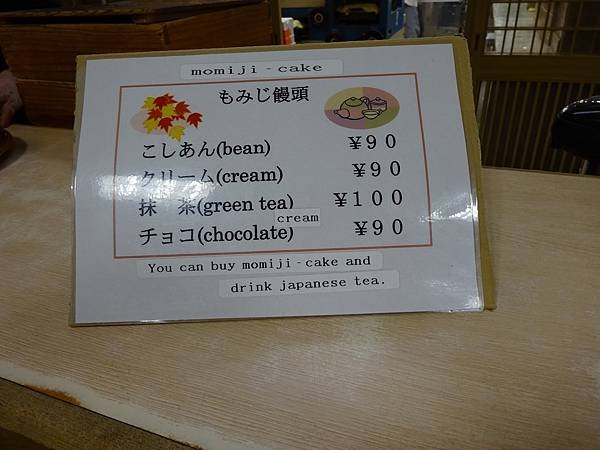 momiji‐cake
もみじ饅頭
こしあん(bean) ￥９０
クリーム(cream) ￥９０
抹　茶(green tea) ￥１００
cream
チョコ(chocolate) ￥９０
You can buy momiji‐cake and
drink japanese tea.